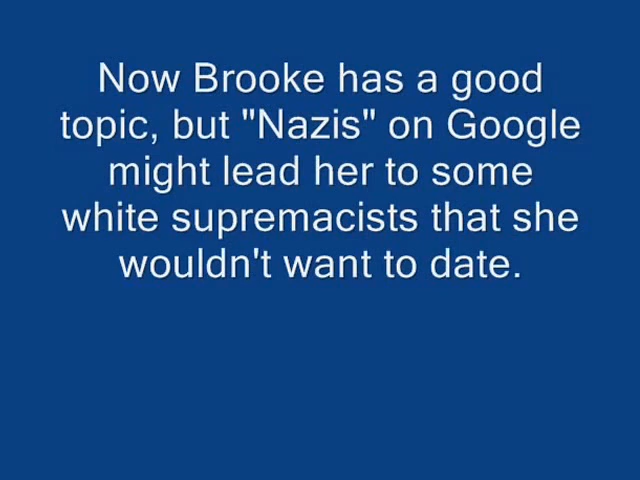 Now Brooke has a good
topic, but "Nazis" on Google
might lead her to some
white supremacists that she
wouldn't want to date.